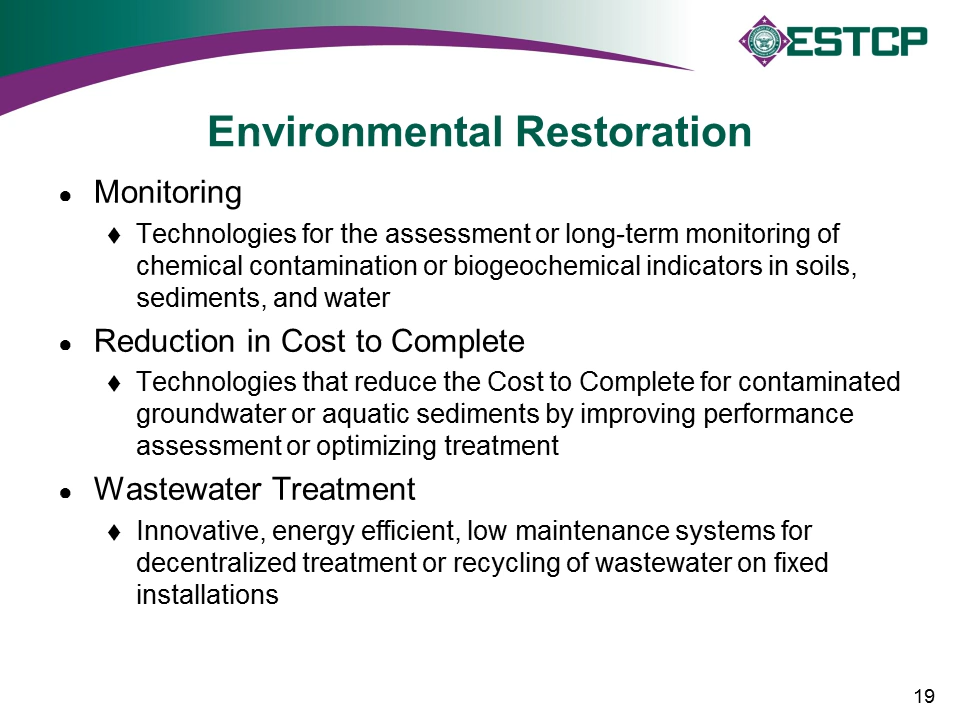 ESTCP
Environmental Restoration
● Monitoring
♦ Technologies for the assessment or long-term monitoring of
chemical contamination or biogeochemical indicators in soils,
sediments, and water
● Reduction in Cost to Complete
♦ Technologies that reduce the Cost to Complete for contaminated
groundwater or aquatic sediments by improving performance
assessment or optimizing treatment
● Wastewater Treatment
♦ Innovative, energy efficient, low maintenance systems for
decentralized treatment or recycling of wastewater on fixed
installations
19